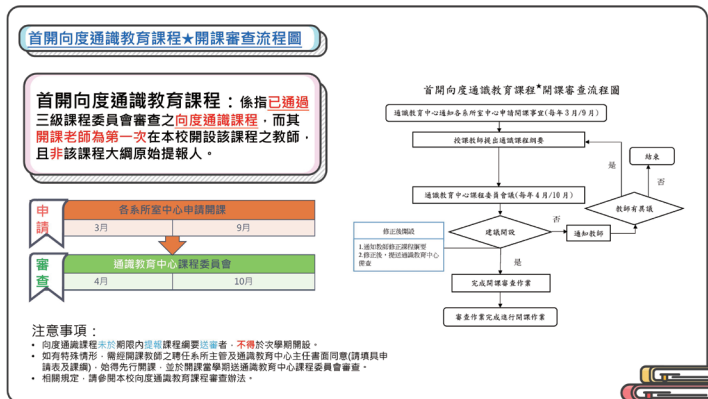 首開向度通識教育課程★開課審查流程圖
首開向度通識教育課程：係指已通過
三級課程委員會審查之向度通識課程，而其
開課老師為第一次在本校開設該課程之教師，
且非該課程大綱原始提報人。
申請
各系所室中心申請開課
3月
9月
審查
通識教育中心課程委員會
4月
10月
注意事項：
• 向度通識課程未於期限內提報課程綱要送審者，不得於次學期開設。
• 如有特殊情形，需經開課教師之聘任系所主管及通識教育中心主任書面同意(請填具申
請表及課綱)，始得先行開課，並於開課當學期送通識教育中心課程委員會審查。
• 相關規定，請參閱本校向度通識教育課程審查辦法。
首開向度通識教育課程*開課審查流程圖
通識教育中心通知各系所室中心申請開課事宜(每年 3 月/9 月)
授課教師提出通識課程綱要
通識教育中心課程委員會議(每年 4 月/10 月)
修正後開設
1.通知教師修正課程綱要
2.修正後，提送通識教育中心
備查
建議開設
否
通知教師
教師有異議
是
否
結束
是
完成開課審查作業
審查作業完成進行開課作業